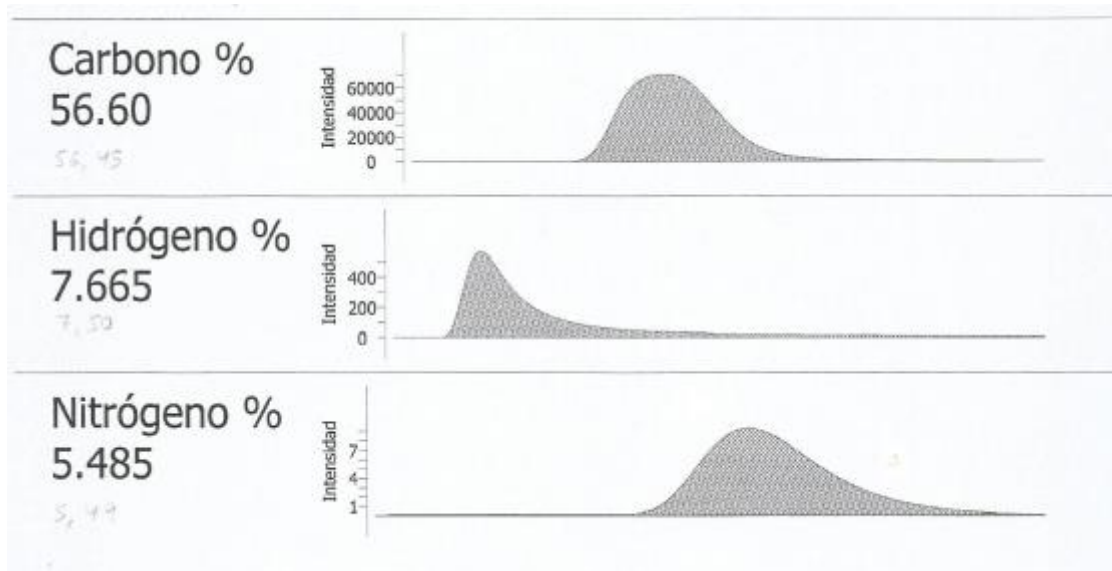 Carbono %
56.60
56,45
Intensidad
60000
40000
20000
0
Hidrógeno %
7.665
7,50
Intensidad
400
200
0
Nitrógeno %
5.485
5,49
Intensidad
7
4
1